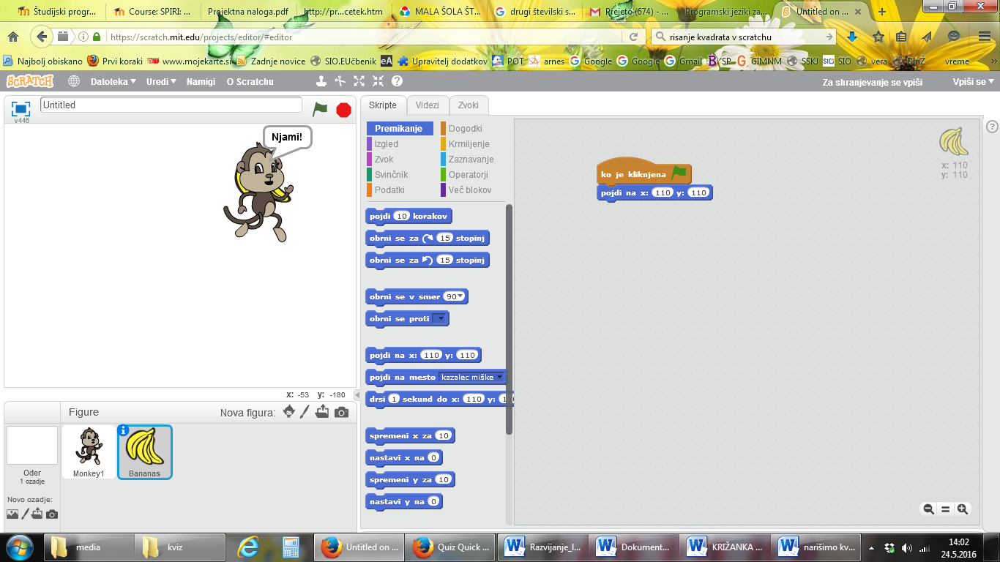 Študijski progr...
Course: SPIRI: ...
Projektna naloga.pdf
http://pr...cetek.htm
MALA ŠOLA ŠT...
drugi številski s...
Prejeto (674) - ...
Programski jeziki za...
Untitled on ...
https://scratch.mit.edu/projects/editor/#editor
risanje kvadrata v scratchu
Najbolj obiskano
Prvi koraki
www.mojekarte.si
Zadnje novice
SIO.EUčbenik
eA
Upravitelj dodatkov
POT
arnes
Google
Google
Gmail
SP
GIMNM
SSKJ
SIO
vera
DinŽ
vreme
SCRATCH
Datoteka
Uredi
Namigi
O Scratchu
Za shranjevanje se vpiši
Vpiši se
v446
Untitled
Njami!
x: -53 y: -180
Skripte
Videzi
Zvoki
Premikanje
Dogodki
Izgled
Krmiljenje
Zvok
Zaznavanje
Svinčnik
Operatorji
Podatki
Več blokov
pojdi 10 korakov
obrni se za 15 stopinj
obrni se za 15 stopinj
obrni se v smer 90
obrni se proti
pojdi na x: 110 y: 110
pojdi na mesto kazalec miške
drsi 1 sekund do x: 110 y: 11
spremeni x za 10
nastavi x na 0
spremeni y za 10
nastavi y na 0
ko je kliknjena
pojdi na x: 110 y: 110
x: 110
y: 110
Figure
Nova figura:
Oder
1 ozadje
Novo ozadje:
Monkey1
Bananas
media
kviz
Untitled on ...
Quiz Quick ...
Razvijanje_l...
Dokument...
KRIŽANKA ...
narišimo kv...
14:02
24.5.2016